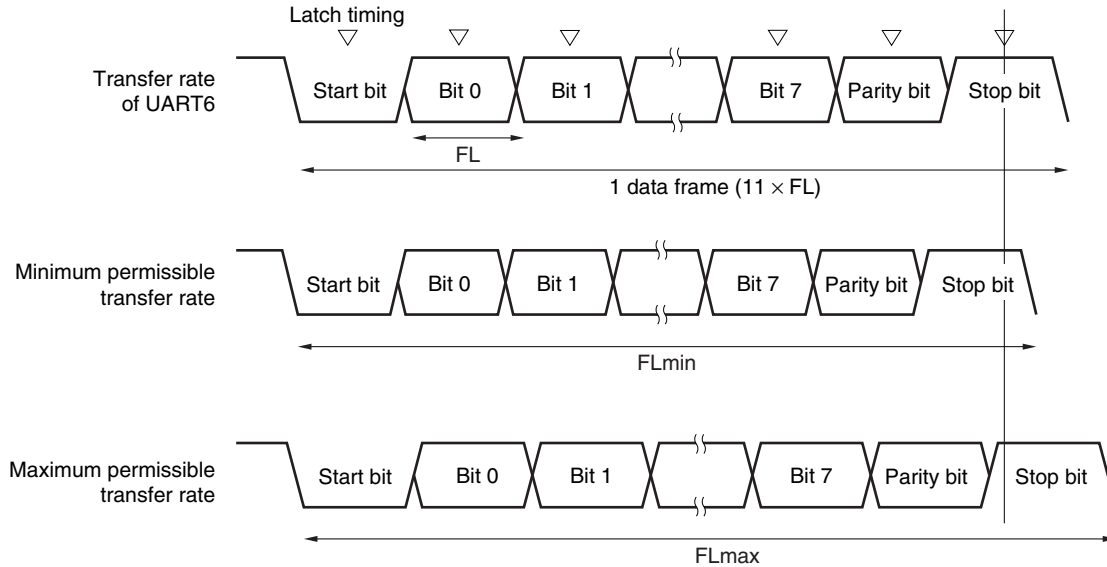 Latch timing
Transfer rate
of UART6
Start bit
Bit 0
Bit 1
Bit 7
Parity bit
Stop bit
FL
1 data frame (11 × FL)
Minimum permissible
transfer rate
Start bit
Bit 0
Bit 1
Bit 7
Parity bit
Stop bit
FLmin
Maximum permissible
transfer rate
Start bit
Bit 0
Bit 1
Bit 7
Parity bit
Stop bit
FLmax